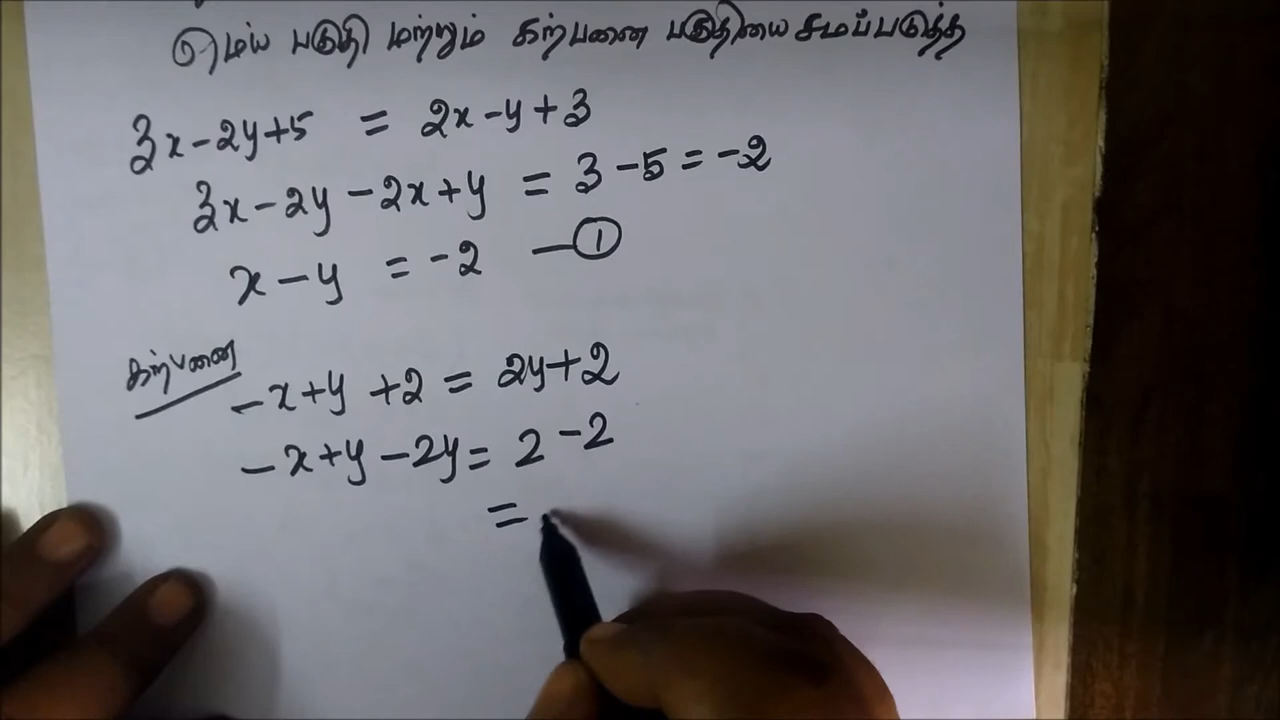 மெய் பகுதி மற்றும் கற்பனை பகுதியை சமப்படுத்த
3x-2y+5 = 2x-y+3
3x-2y-2x+y = 3-5=-2
x-y = -2 —①
கற்பனை
-x+y+2 = 2y+2
-x+y-2y = 2-2
=